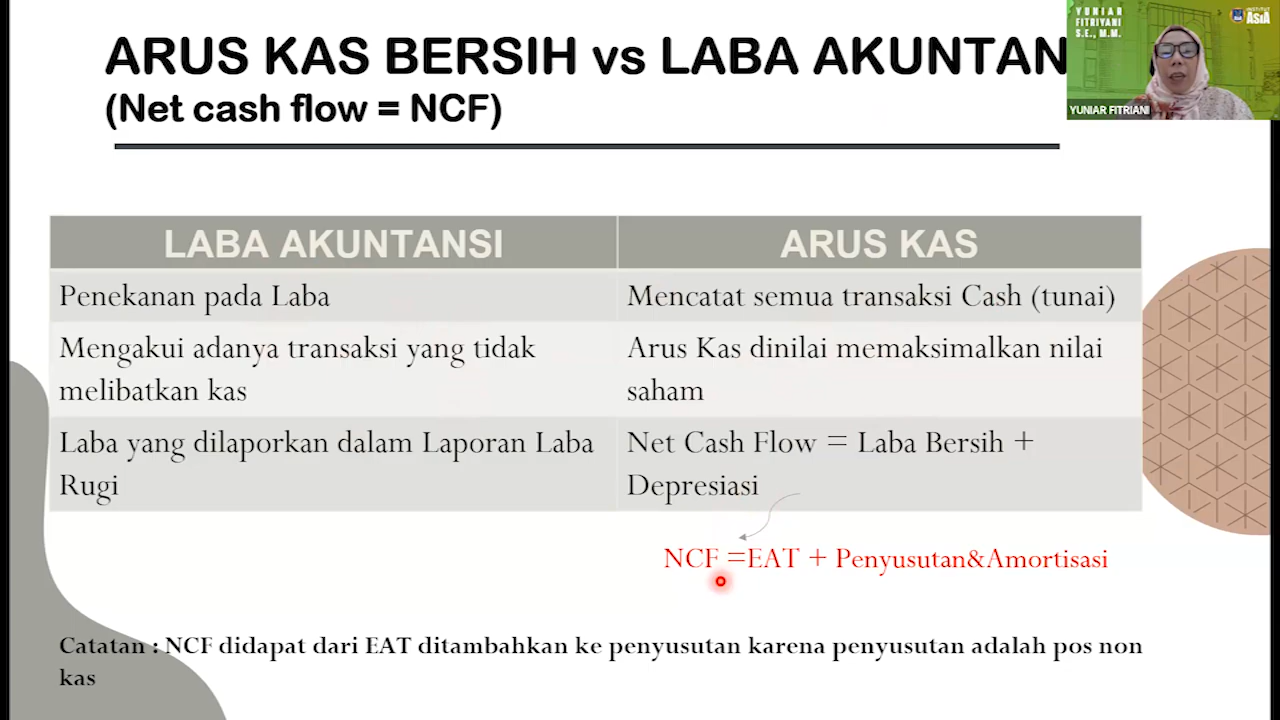 ARUS KAS BERSIH vs LABA AKUNTAN
(Net cash flow = NCF)
YUNIAR
FITRIYANI
S.E., M.M.
INSTITUT
ASIA
YUNIAR FITRIANI
LABA AKUNTANSI
ARUS KAS
Penekanan pada Laba
Mencatat semua transaksi Cash (tunai)
Mengakui adanya transaksi yang tidak
melibatkan kas
Arus Kas dinilai memaksimalkan nilai
saham
Laba yang dilaporkan dalam Laporan Laba
Rugi
Net Cash Flow = Laba Bersih +
Depresiasi
NCF =EAT + Penyusutan&Amortisasi
Catatan : NCF didapat dari EAT ditambahkan ke penyusutan karena penyusutan adalah pos non
kas